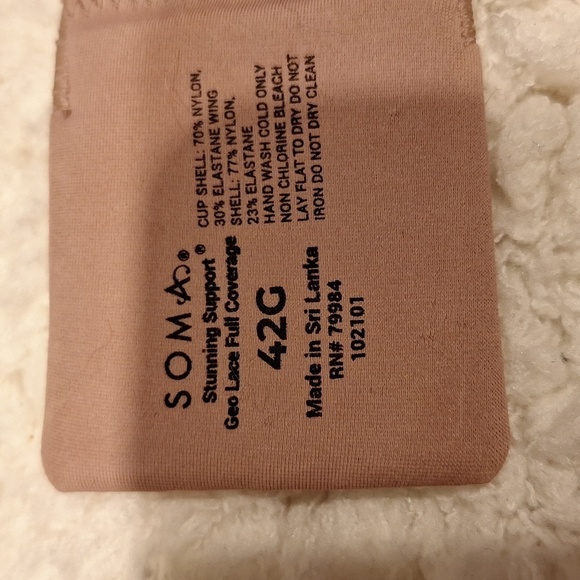 SOMA®
Stunning Support®
Geo Lace Full Coverage
42G
Made in Sri Lanka
RN# 79984
102101
CUP SHELL: 70% NYLON,
30% ELASTANE WING
SHELL: 77% NYLON.
23% ELASTANE
HAND WASH COLD ONLY
NON CHLORINE BLEACH
LAY FLAT TO DRY DO NOT
IRON DO NOT DRY CLEAN